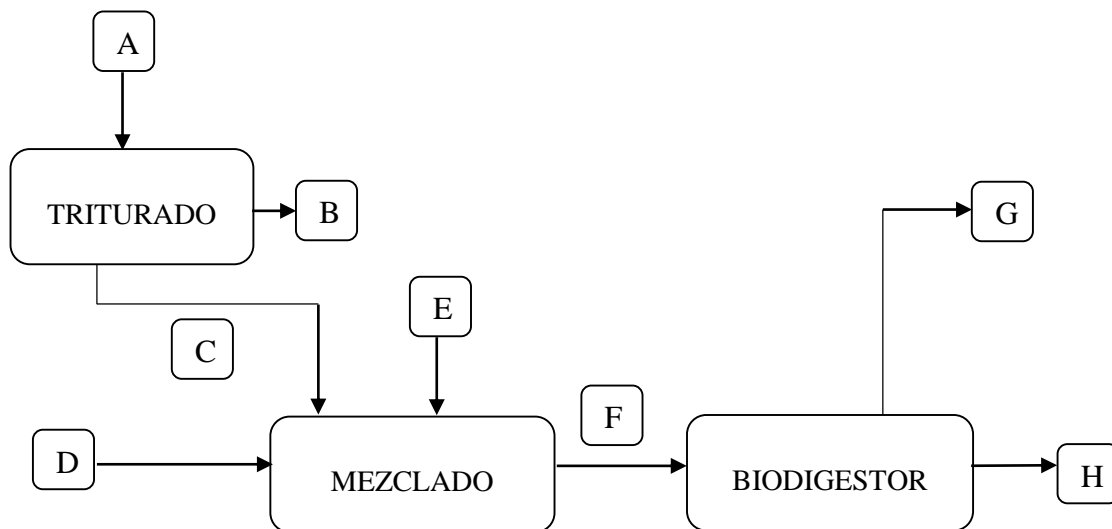 A
TRITURADO
B
G
E
C
F
D
MEZCLADO
BIODIGESTOR
H